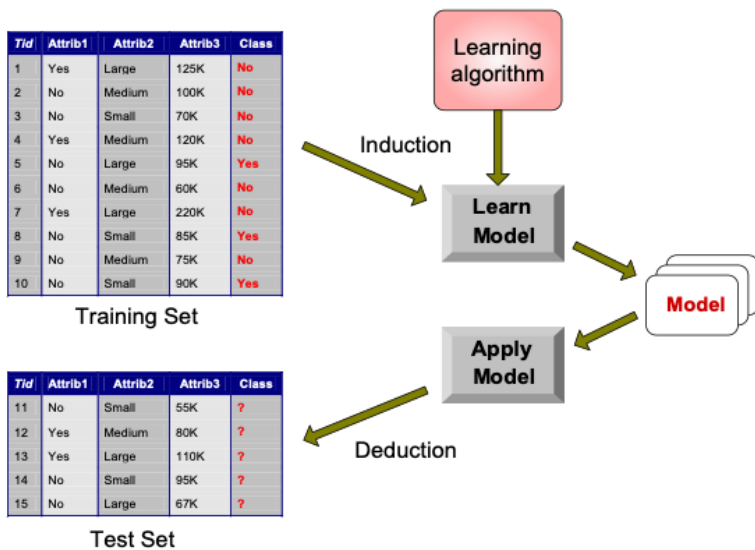 Tid Attrib1 Attrib2 Attrib3 Class
1 Yes Large 125K No
2 No Medium 100K No
3 No Small 70K No
4 Yes Medium 120K No
5 No Large 95K Yes
6 No Medium 60K No
7 Yes Large 220K No
8 No Small 85K Yes
9 No Medium 75K No
10 No Small 90K Yes
Training Set
Learning
algorithm
Induction
Learn
Model
Model
Apply
Model
Deduction
Tid Attrib1 Attrib2 Attrib3 Class
11 No Small 55K ?
12 Yes Medium 80K ?
13 Yes Large 110K ?
14 No Small 95K ?
15 No Large 67K ?
Test Set